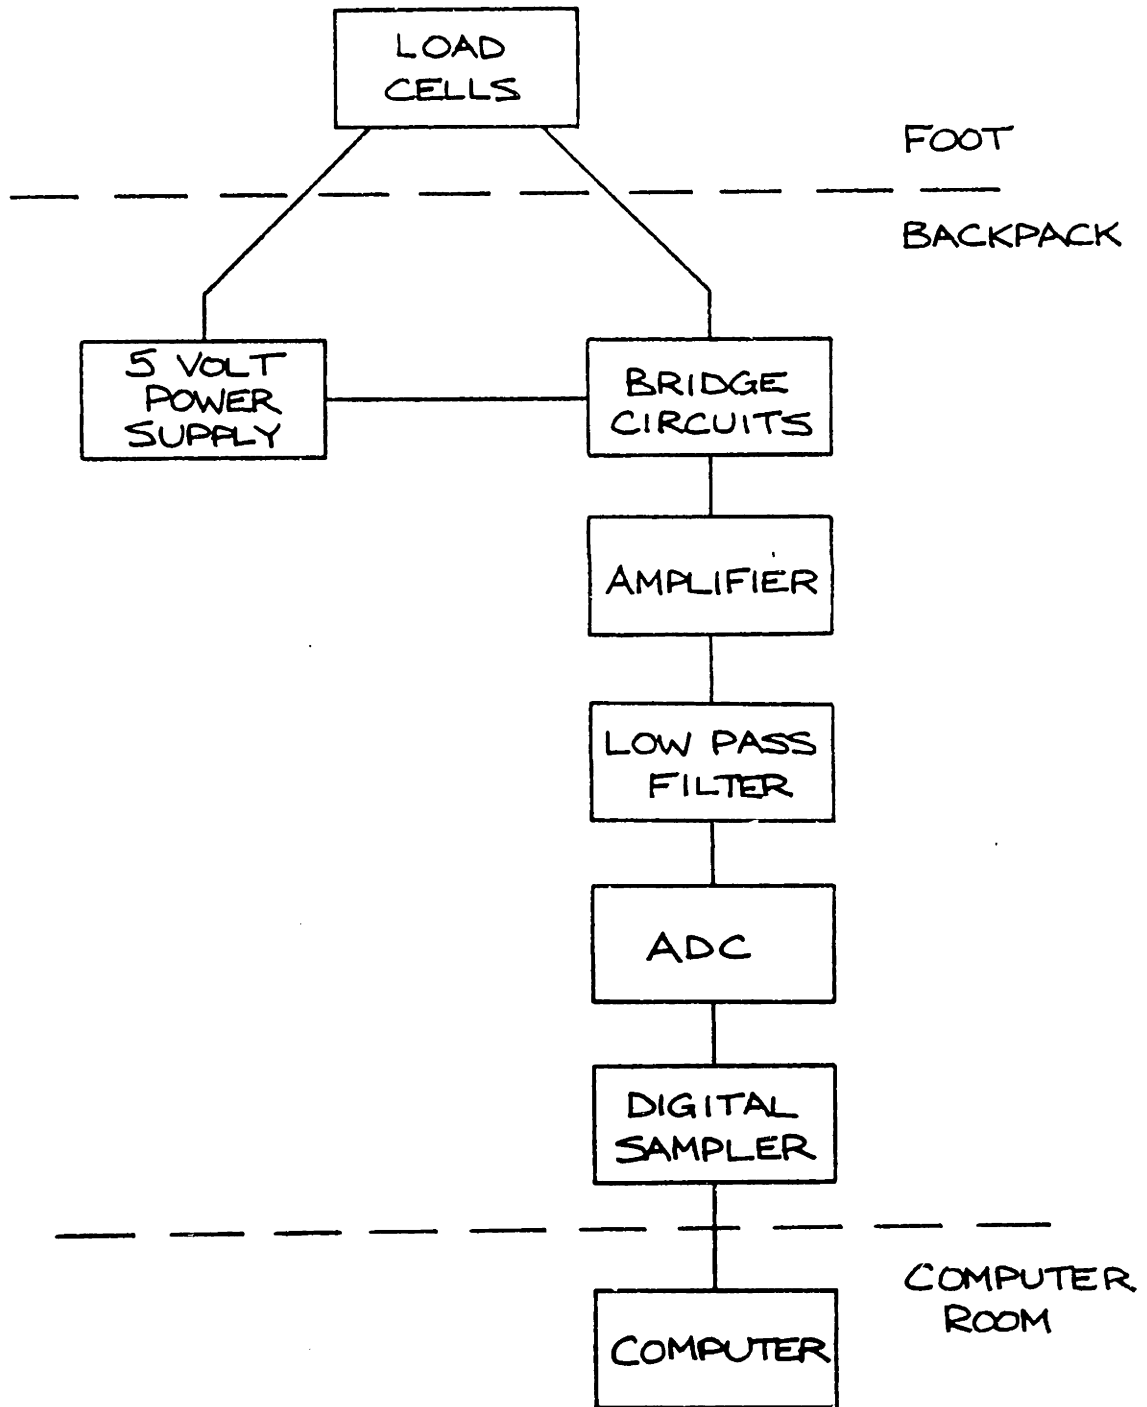 LOAD
CELLS
FOOT
BACKPACK
5 VOLT
POWER
SUPPLY
BRIDGE
CIRCUITS
AMPLIFIER
LOW PASS
FILTER
ADC
DIGITAL
SAMPLER
COMPUTER
ROOM
COMPUTER